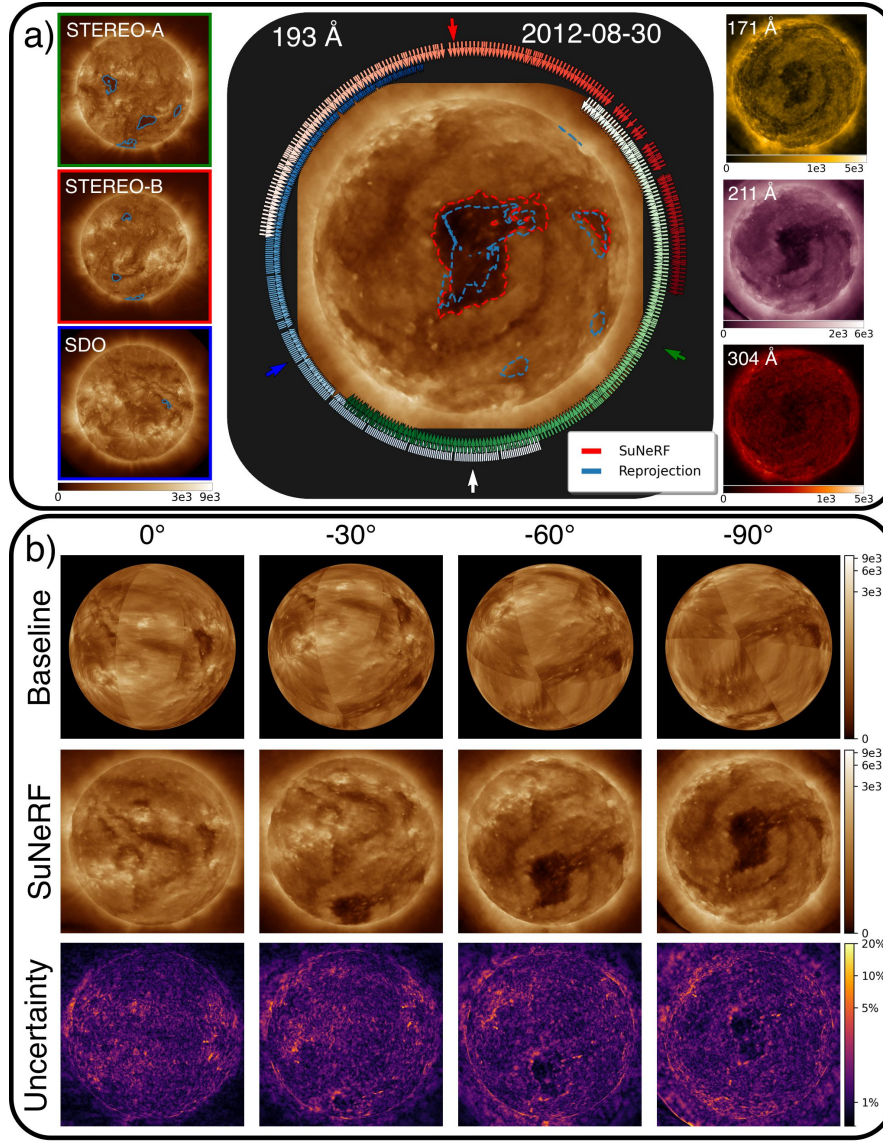 a)
STEREO-A
STEREO-B
SDO
0 3e3 9e3
193 Å 2012-08-30
SuNeRF
Reprojection
171 Å
0 1e3 5e3
211 Å
0 2e3 6e3
304 Å
0 1e3 5e3
b)
0° -30° -60° -90°
Baseline
9e3
6e3
3e3
0
SuNeRF
9e3
6e3
3e3
0
Uncertainty
20%
10%
5%
1%